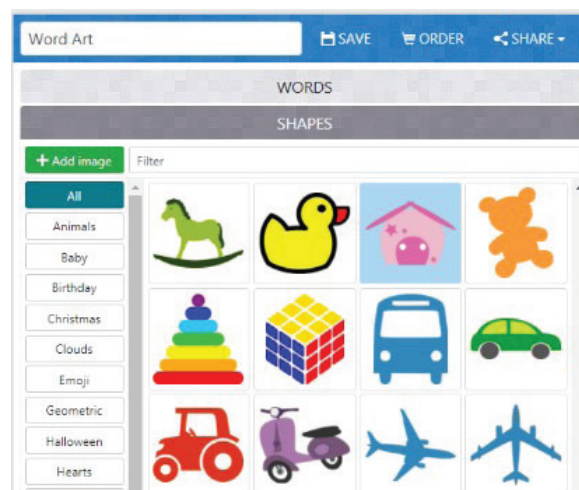 Word Art SAVE ORDER SHARE
WORDS
SHAPES
+ Add image Filter
All
Animals
Baby
Birthday
Christmas
Clouds
Emoji
Geometric
Halloween
Hearts